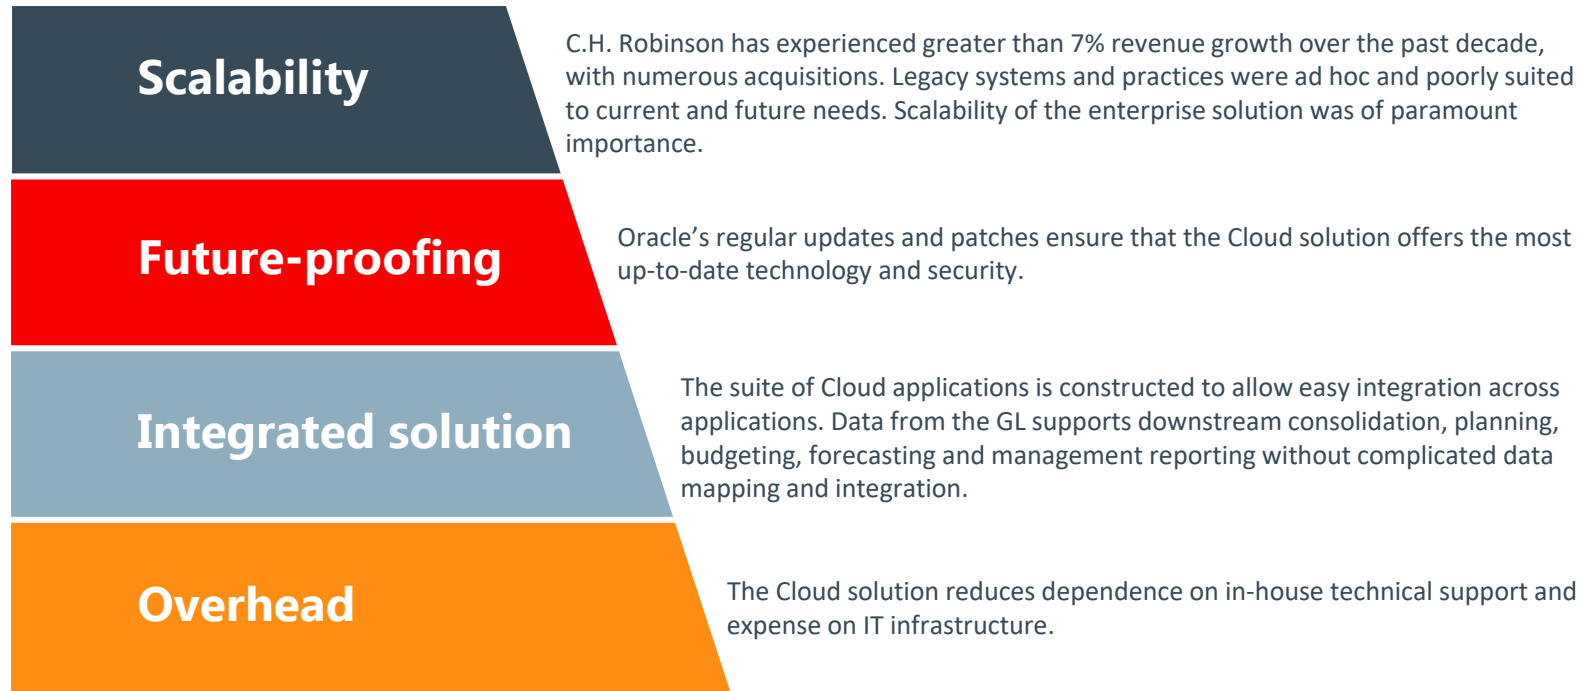 Scalability
C.H. Robinson has experienced greater than 7% revenue growth over the past decade,
with numerous acquisitions. Legacy systems and practices were ad hoc and poorly suited
to current and future needs. Scalability of the enterprise solution was of paramount
importance.
Future-proofing
Oracle’s regular updates and patches ensure that the Cloud solution offers the most
up-to-date technology and security.
Integrated solution
The suite of Cloud applications is constructed to allow easy integration across
applications. Data from the GL supports downstream consolidation, planning,
budgeting, forecasting and management reporting without complicated data
mapping and integration.
Overhead
The Cloud solution reduces dependence on in-house technical support and
expense on IT infrastructure.